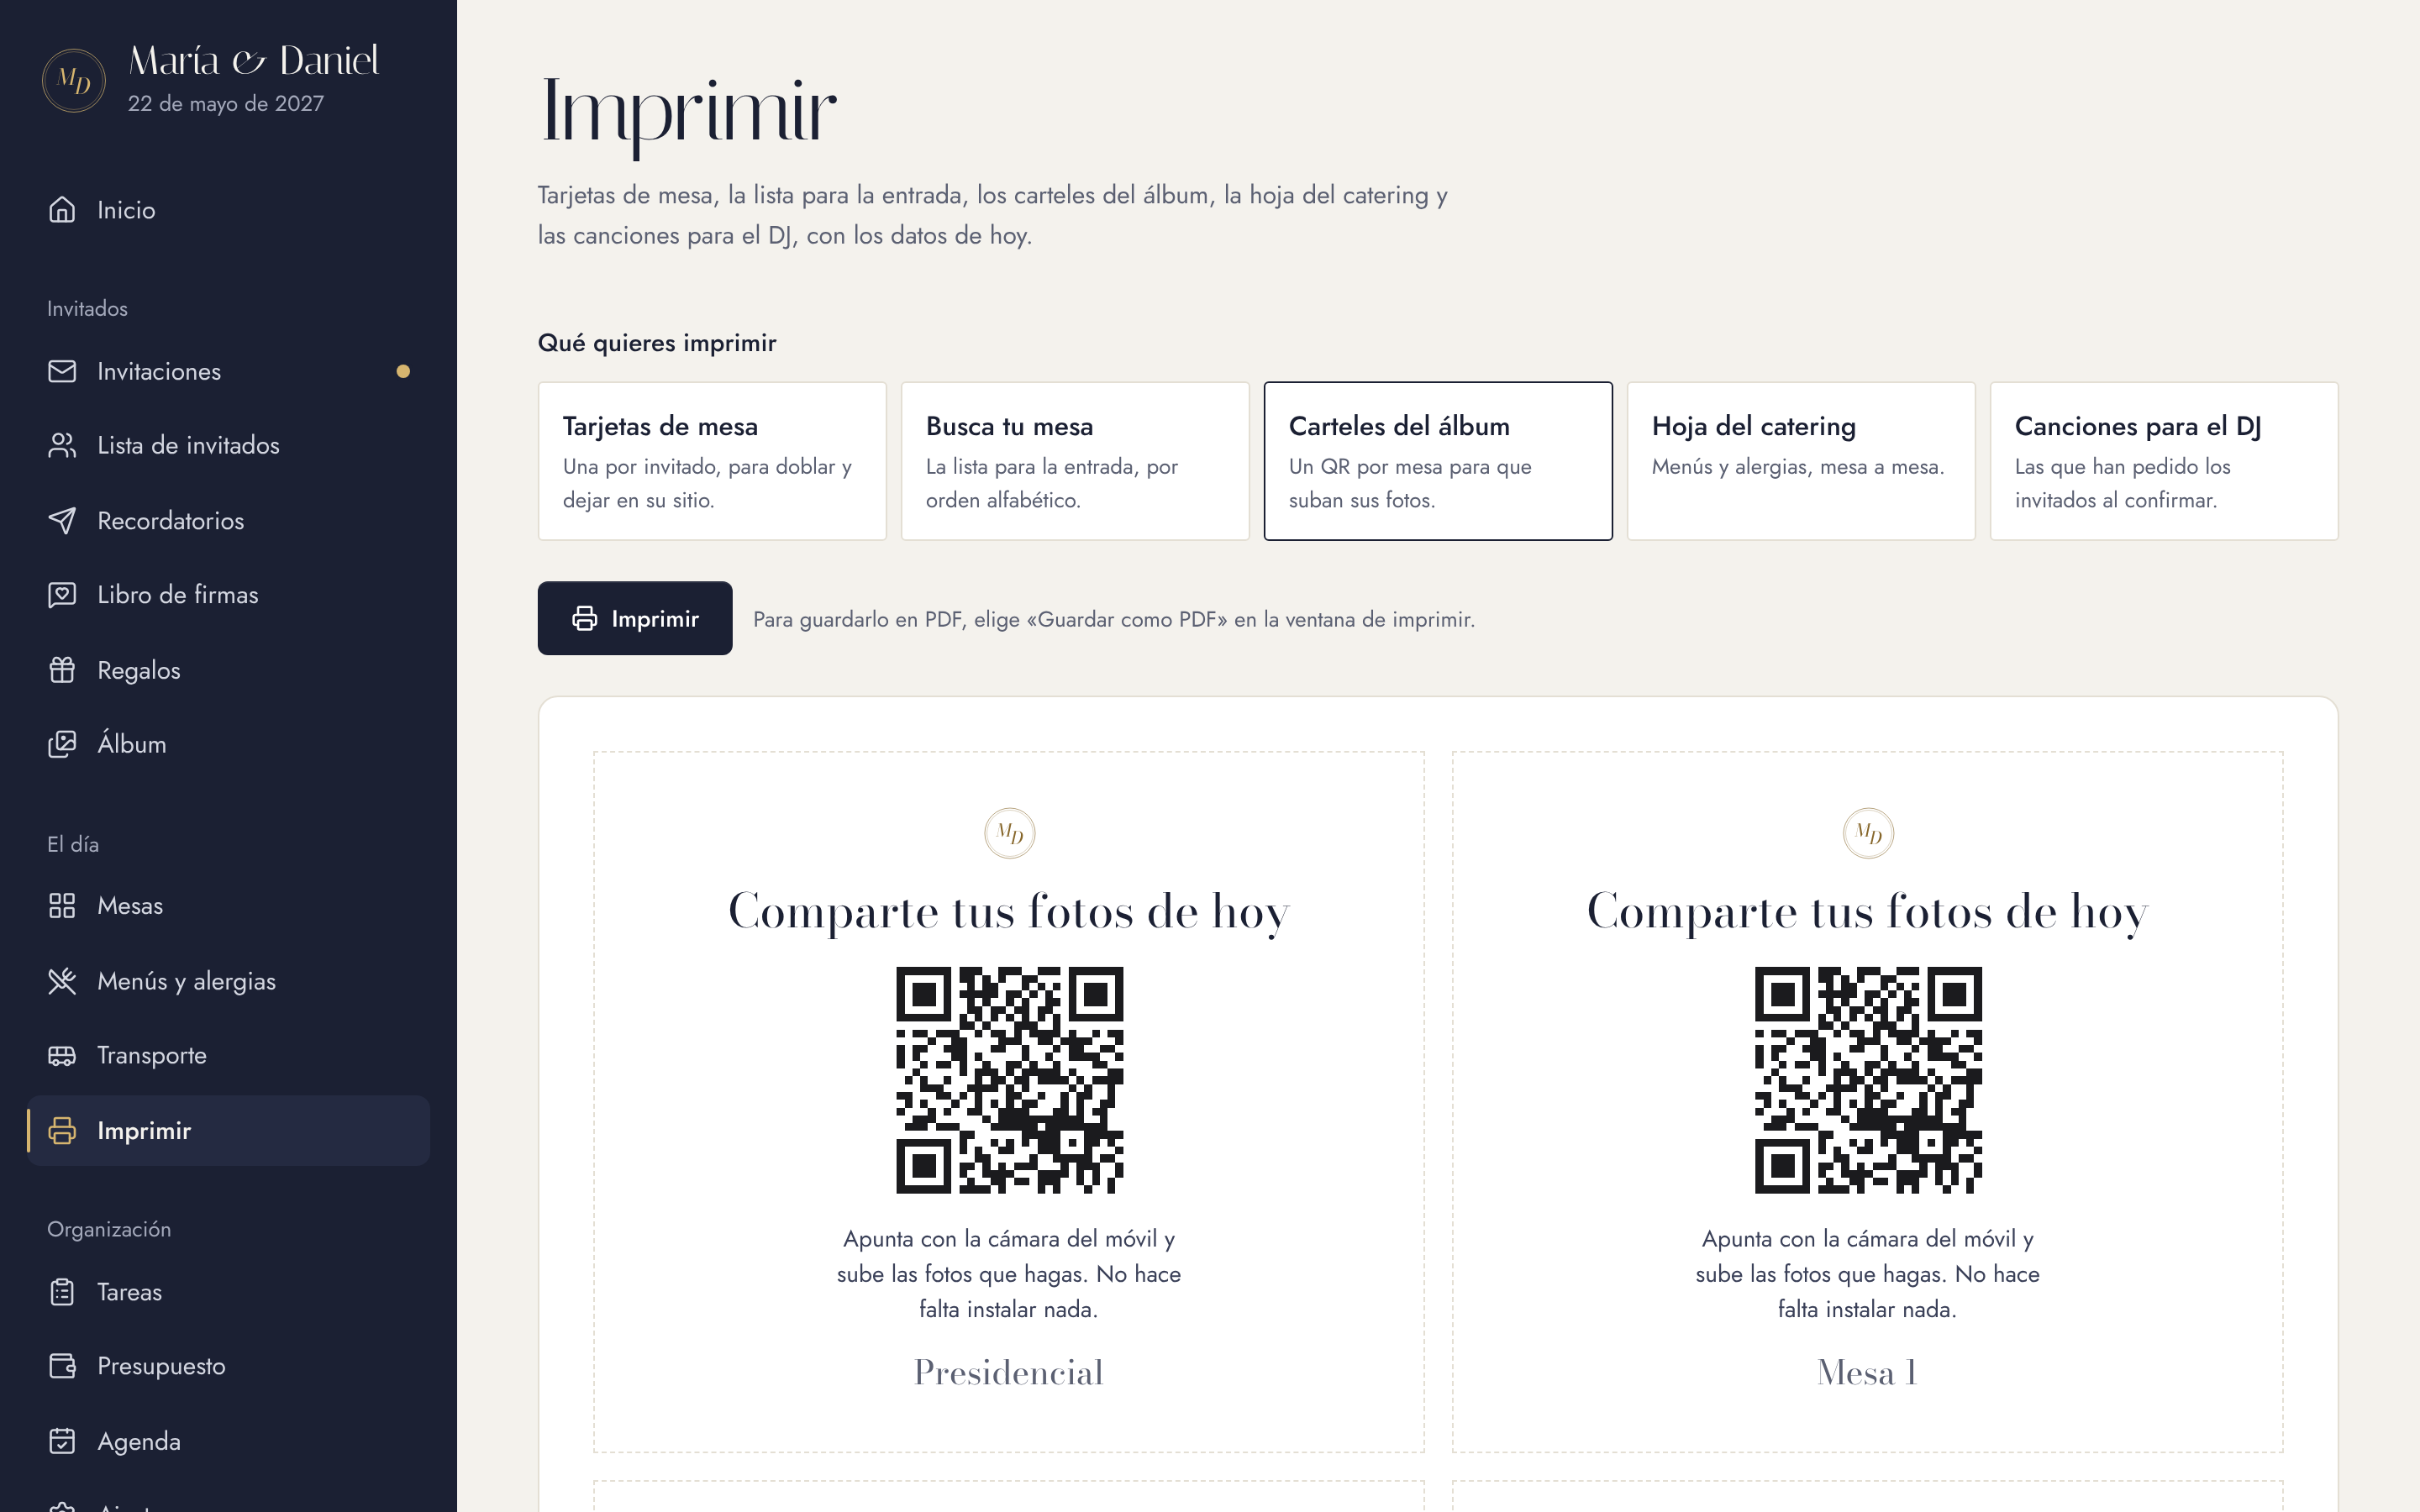 MD
María & Daniel
22 de mayo de 2027
Inicio
Invitados
Invitaciones
Lista de invitados
Recordatorios
Libro de firmas
Regalos
Álbum
El día
Mesas
Menús y alergias
Transporte
Imprimir
Organización
Tareas
Presupuesto
Agenda
Imprimir
Tarjetas de mesa, la lista para la entrada, los carteles del álbum, la hoja del catering y
las canciones para el DJ, con los datos de hoy.
Qué quieres imprimir
Tarjetas de mesa
Una por invitado, para doblar y
dejar en su sitio.
Busca tu mesa
La lista para la entrada, por
orden alfabético.
Carteles del álbum
Un QR por mesa para que
suban sus fotos.
Hoja del catering
Menús y alergias, mesa a mesa.
Canciones para el DJ
Las que han pedido los
invitados al confirmar.
Imprimir
Para guardarlo en PDF, elige «Guardar como PDF» en la ventana de imprimir.
MD
Comparte tus fotos de hoy
Apunta con la cámara del móvil y
sube las fotos que hagas. No hace
falta instalar nada.
Presidencial
MD
Comparte tus fotos de hoy
Apunta con la cámara del móvil y
sube las fotos que hagas. No hace
falta instalar nada.
Mesa 1